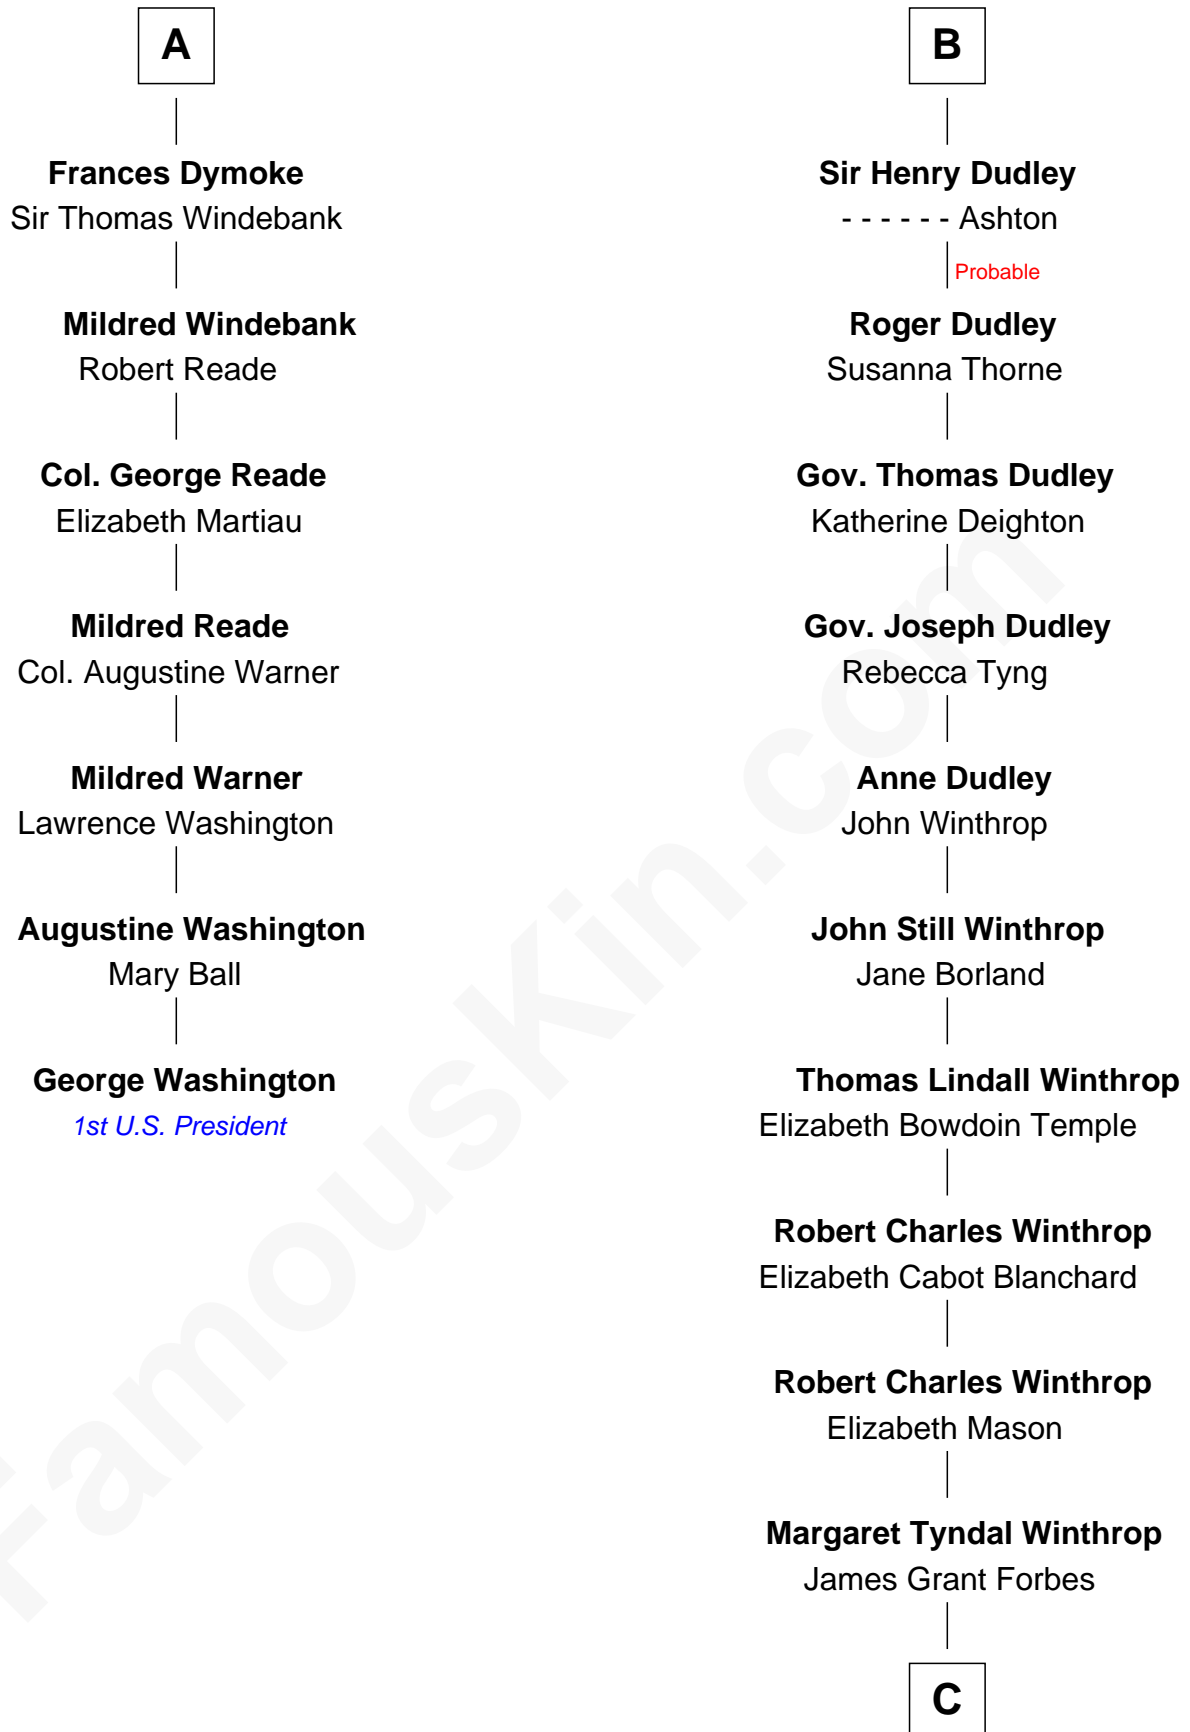 A
Frances Dymoke
Sir Thomas Windebank
Mildred Windebank
Robert Reade
Col. George Reade
Elizabeth Martiau
Mildred Reade
Col. Augustine Warner
Mildred Warner
Lawrence Washington
Augustine Washington
Mary Ball
George Washington
1st U.S. President
B
Sir Henry Dudley
- - - - - - Ashton
Probable
Roger Dudley
Susanna Thorne
Gov. Thomas Dudley
Katherine Deighton
Gov. Joseph Dudley
Rebecca Tyng
Anne Dudley
John Winthrop
John Still Winthrop
Jane Borland
Thomas Lindall Winthrop
Elizabeth Bowdoin Temple
Robert Charles Winthrop
Elizabeth Cabot Blanchard
Robert Charles Winthrop
Elizabeth Mason
Margaret Tyndal Winthrop
James Grant Forbes
C
FamousKin.com